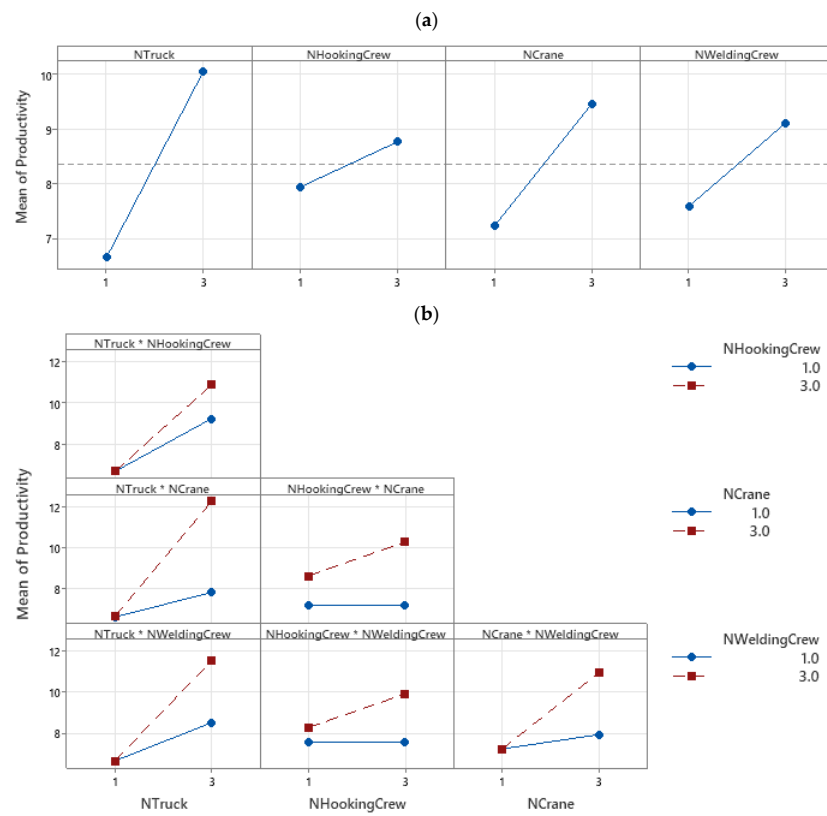 (a)
NTruck NHookingCrew NCrane NWeldingCrew
10
9
8
7
Mean of Productivity
1 3 1 3 1 3 1 3
(b)
NTruck * NHookingCrew
12
10
8
NHookingCrew
1.0
3.0
NTruck * NCrane NHookingCrew * NCrane
12
10
8
Mean of Productivity
NCrane
1.0
3.0
NTruck * NWeldingCrew NHookingCrew * NWeldingCrew NCrane * NWeldingCrew
12
10
8
NWeldingCrew
1.0
3.0
1 3 1 3 1 3
NTruck NHookingCrew NCrane